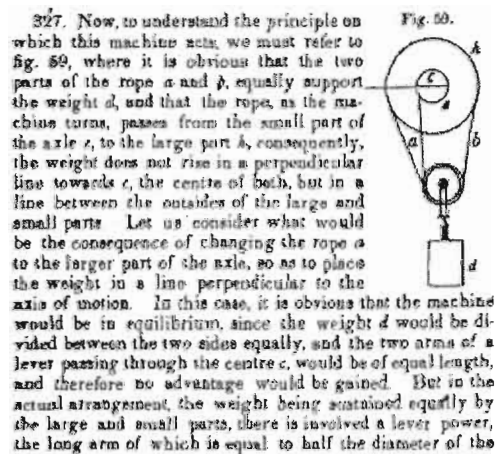 327. Now, to understand the principle on
which this machine acts, we must refer to
fig. 59, where it is obvious that the two
parts of the rope a and b, equally support
the weight d, and that the rope, as the ma-
chine turns, passes from the small part of
the axle e, to the large part h, consequently,
the weight does not rise in a perpendicular
line towards c, the centre of both, but in a
line between the outsides of the large and
small parts. Let us consider what would
be the consequence of changing the rope a
to the larger part of the axle, so as to place
the weight in a line perpendicular to the
axis of motion. In this case, it is obvious that the machine
would be in equilibrium, since the weight d would be di-
vided between the two sides equally, and the two arms of a
lever passing through the centre c, would be of equal length,
and therefore no advantage would be gained. But in the
actual arrangement, the weight being sustained equally by
the large and small parts, there is involved a lever power,
the long arm of which is equal to half the diameter of the
Fig. 59.
h
c
a
b
d